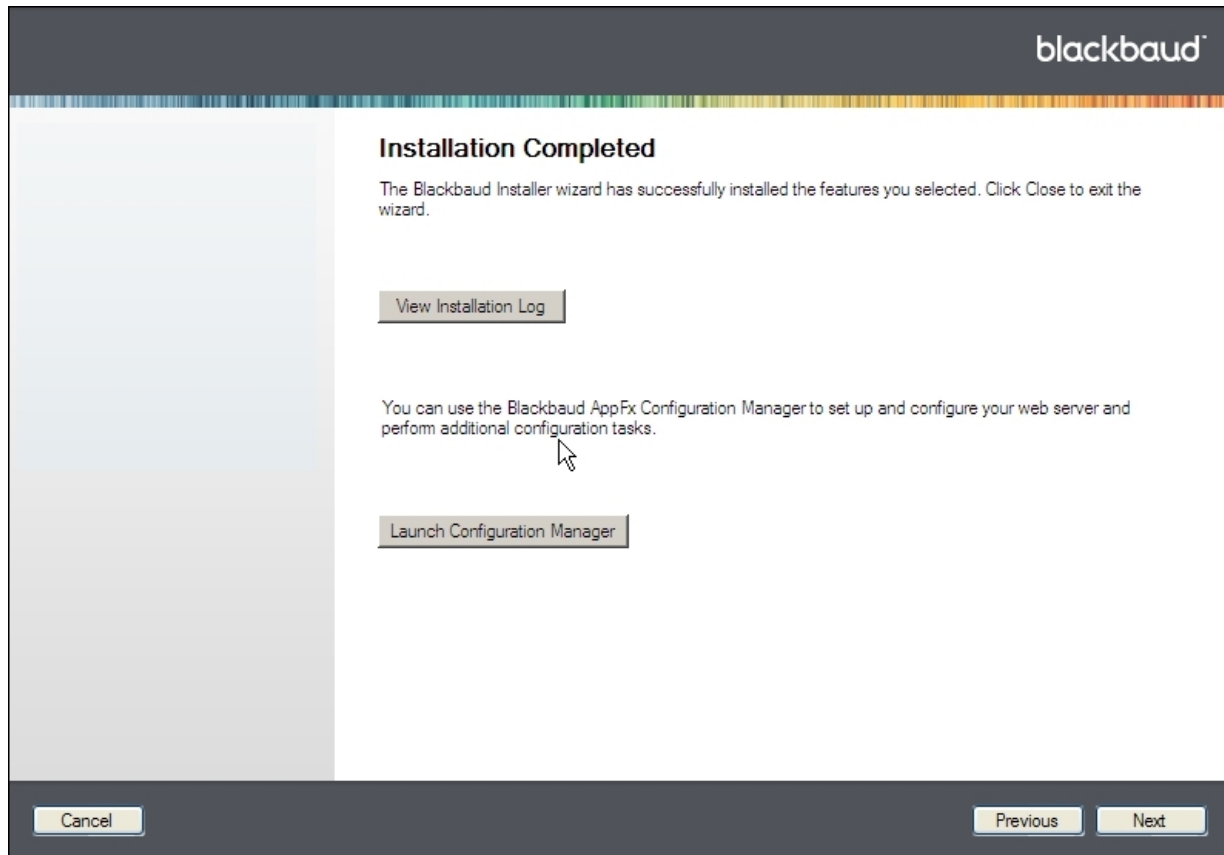 blackbaud
Installation Completed
The Blackbaud Installer wizard has successfully installed the features you selected. Click Close to exit the
wizard.
View Installation Log
You can use the Blackbaud AppFx Configuration Manager to set up and configure your web server and
perform additional configuration tasks.
Launch Configuration Manager
Cancel
Previous
Next